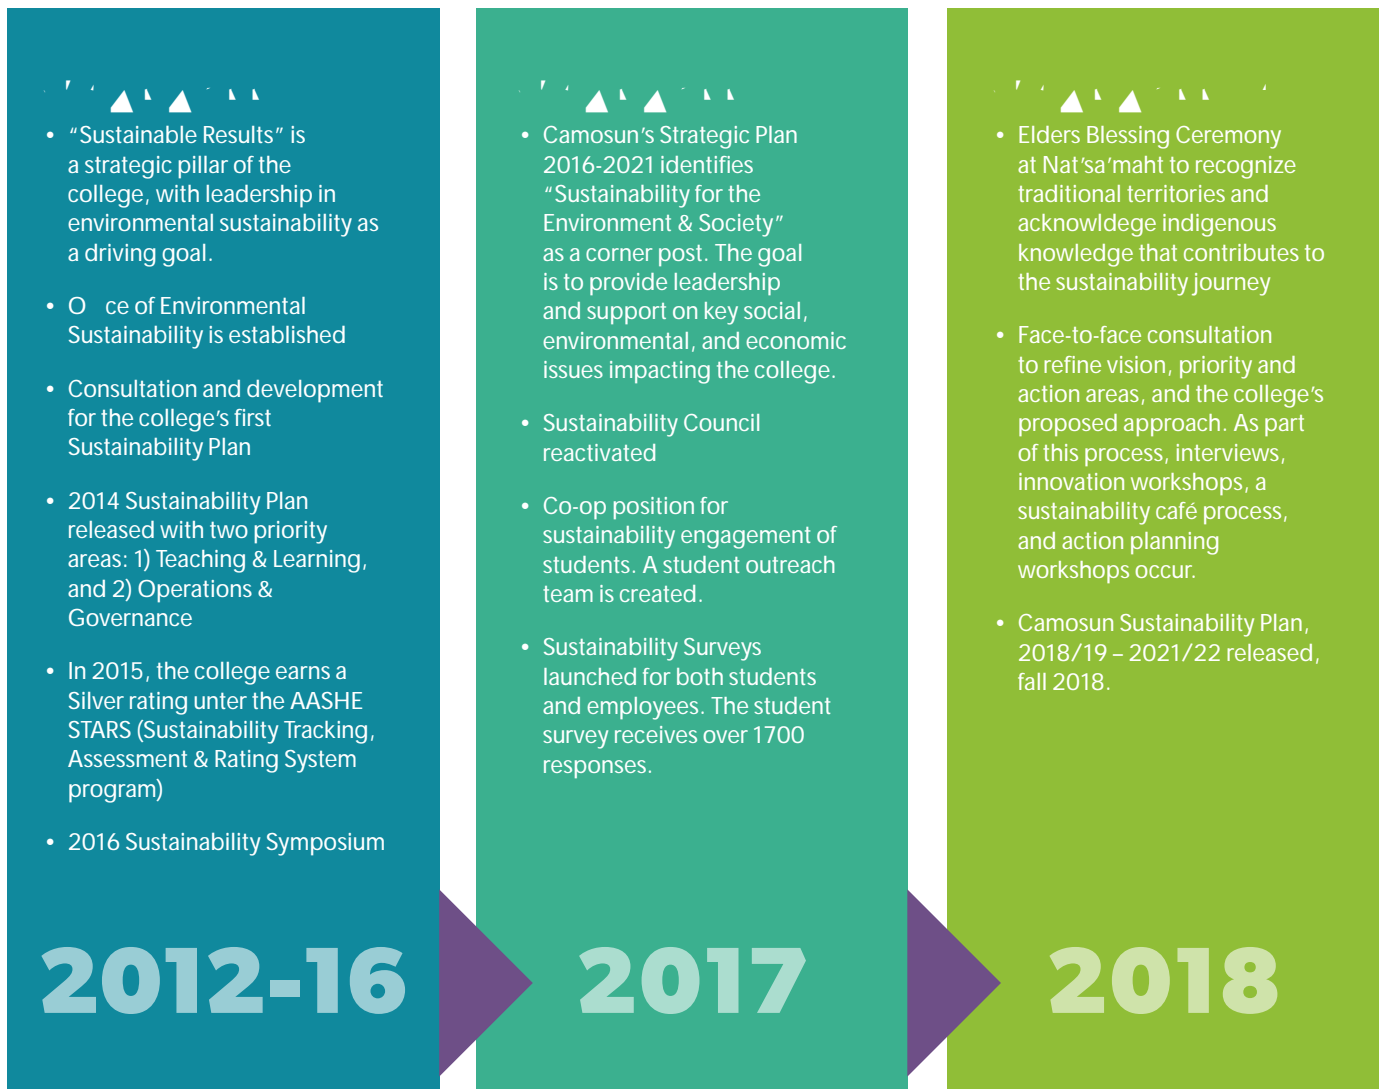 • “Sustainable Results” is
a strategic pillar of the
college, with leadership in
environmental sustainability as
a driving goal.
• O ce of Environmental
Sustainability is established
• Consultation and development
for the college’s first
Sustainability Plan
• 2014 Sustainability Plan
released with two priority
areas: 1) Teaching & Learning,
and 2) Operations &
Governance
• In 2015, the college earns a
Silver rating unter the AASHE
STARS (Sustainability Tracking,
Assessment & Rating System
program)
• 2016 Sustainability Symposium
2012-16
• Camosun’s Strategic Plan
2016-2021 identifies
“Sustainability for the
Environment & Society”
as a corner post. The goal
is to provide leadership
and support on key social,
environmental, and economic
issues impacting the college.
• Sustainability Council
reactivated
• Co-op position for
sustainability engagement of
students. A student outreach
team is created.
• Sustainability Surveys
launched for both students
and employees. The student
survey receives over 1700
responses.
2017
• Elders Blessing Ceremony
at Nat’sa’maht to recognize
traditional territories and
acknowldege indigenous
knowledge that contributes to
the sustainability journey
• Face-to-face consultation
to refine vision, priority and
action areas, and the college’s
proposed approach. As part
of this process, interviews,
innovation workshops, a
sustainability café process,
and action planning
workshops occur.
• Camosun Sustainability Plan,
2018/19 – 2021/22 released,
fall 2018.
2018